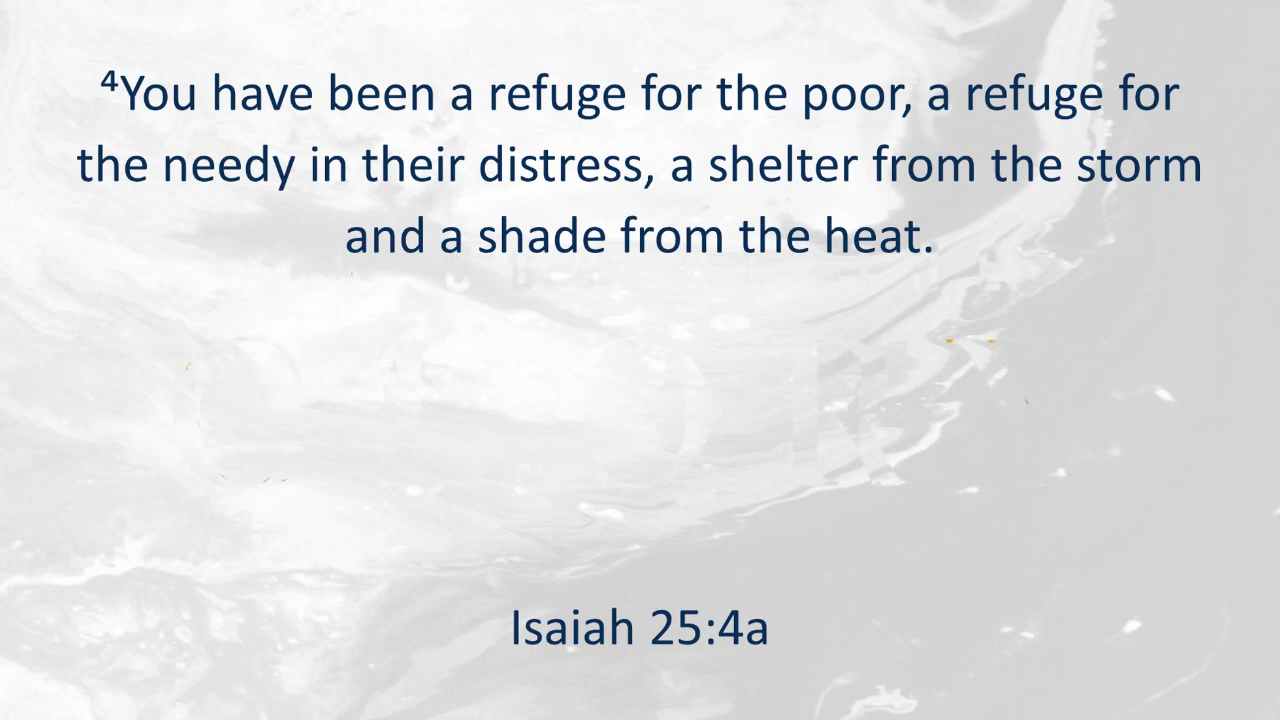 ⁴You have been a refuge for the poor, a refuge for
the needy in their distress, a shelter from the storm
and a shade from the heat.
Isaiah 25:4a